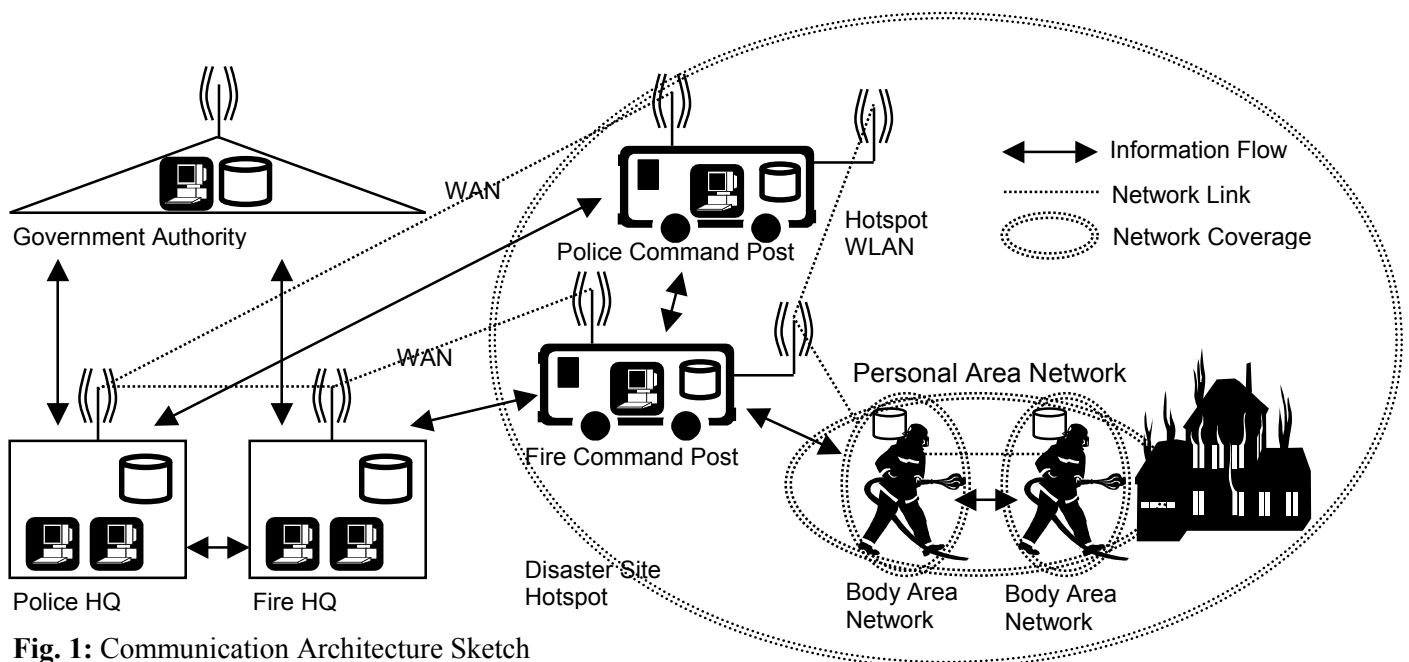 WAN
Government Authority
Police Command Post
Hotspot
WLAN
Information Flow
Network Link
Network Coverage
WAN
Fire Command Post
Personal Area Network
Police HQ
Fire HQ
Disaster Site
Hotspot
Body Area
Network
Body Area
Network
Fig. 1: Communication Architecture Sketch